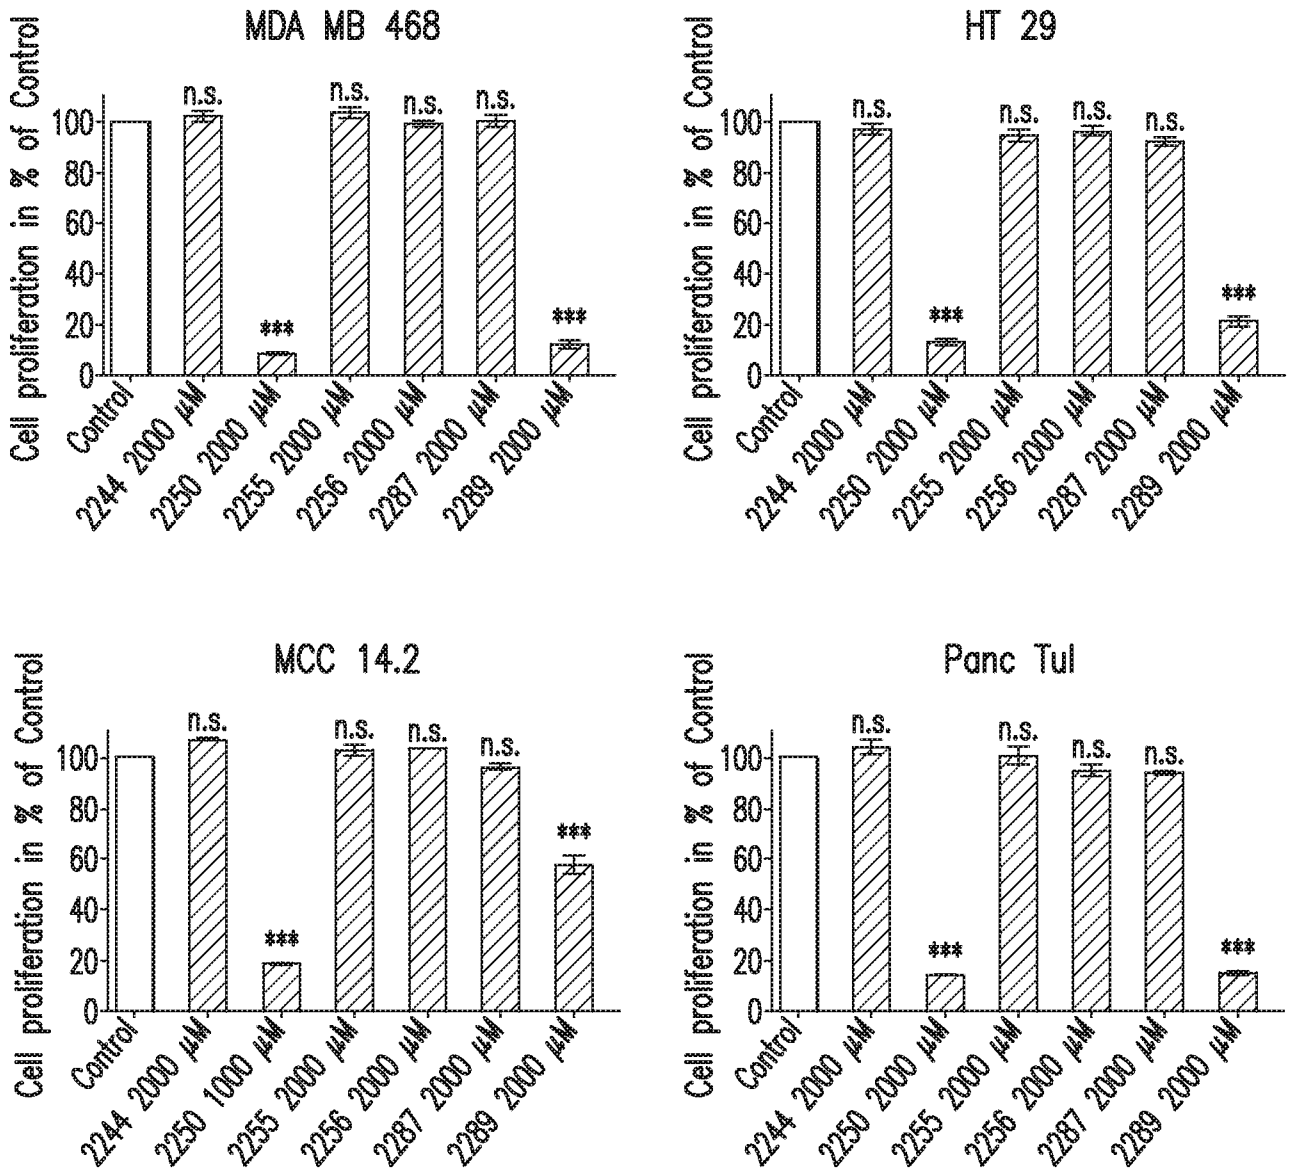 MDA MB 468
Cell proliferation in % of Control
100
80
60
40
20
0
n.s.
***
n.s.
n.s.
n.s.
***
Control
2244 2000 µM
2250 2000 µM
2255 2000 µM
2256 2000 µM
2287 2000 µM
2289 2000 µM
HT 29
Cell proliferation in % of Control
100
80
60
40
20
0
n.s.
***
n.s.
n.s.
n.s.
***
Control
2244 2000 µM
2250 2000 µM
2255 2000 µM
2256 2000 µM
2287 2000 µM
2289 2000 µM
MCC 14.2
Cell proliferation in % of Control
100
80
60
40
20
0
n.s.
***
n.s.
n.s.
n.s.
***
Control
2244 2000 µM
2250 1000 µM
2255 2000 µM
2256 2000 µM
2287 2000 µM
2289 2000 µM
Panc Tul
Cell proliferation in % of Control
100
80
60
40
20
0
n.s.
***
n.s.
n.s.
n.s.
***
Control
2244 2000 µM
2250 2000 µM
2255 2000 µM
2256 2000 µM
2287 2000 µM
2289 2000 µM